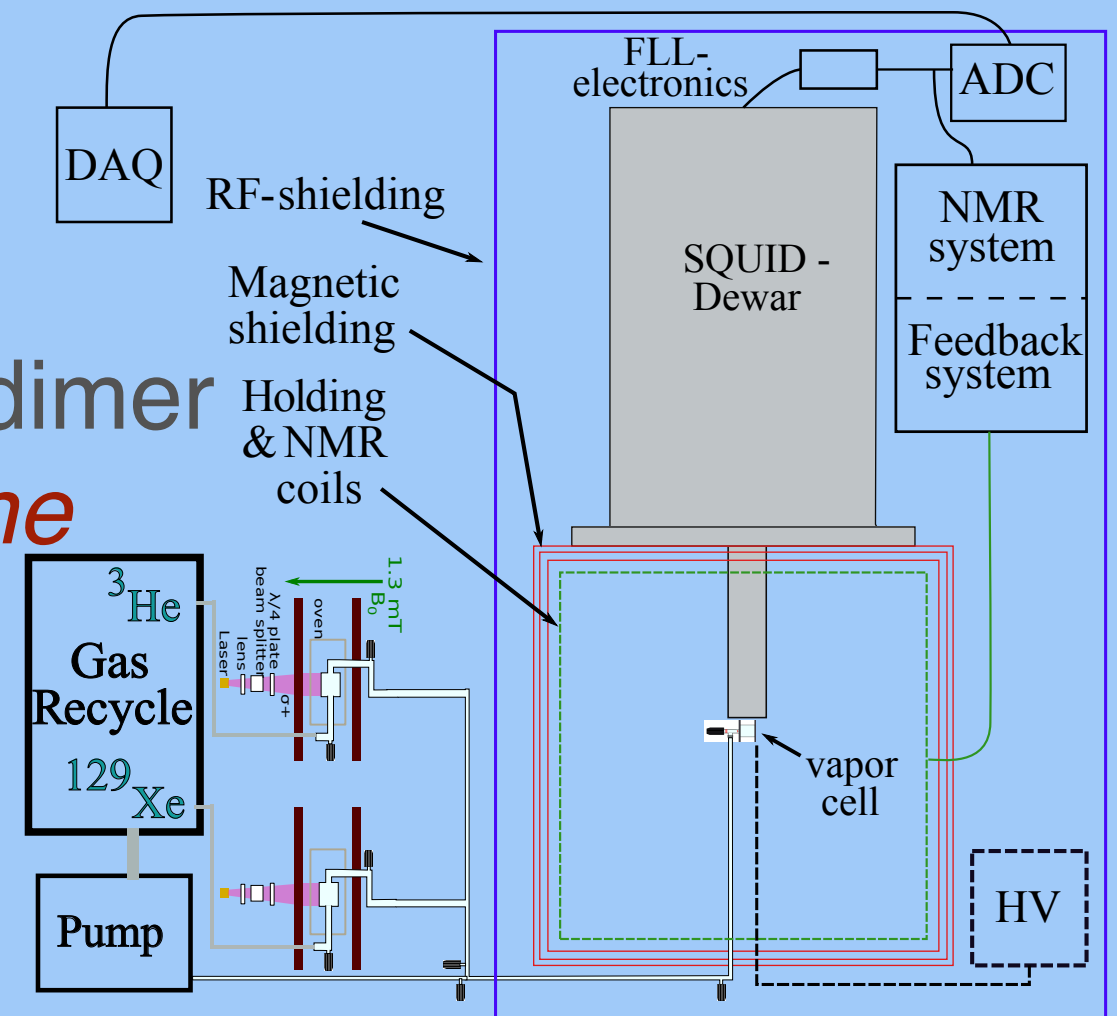 FLL-
electronics
ADC
DAQ
RF-shielding
NMR
system
SQUID -
Dewar
Magnetic
shielding
Feedback
system
dimer
Holding
& NMR
coils
ne
1.3 mT
B₀
³He
oven
λ/4 plate
beam splitter
lens
Laser
σ+
Gas
Recycle
¹²⁹Xe
vapor
cell
HV
Pump